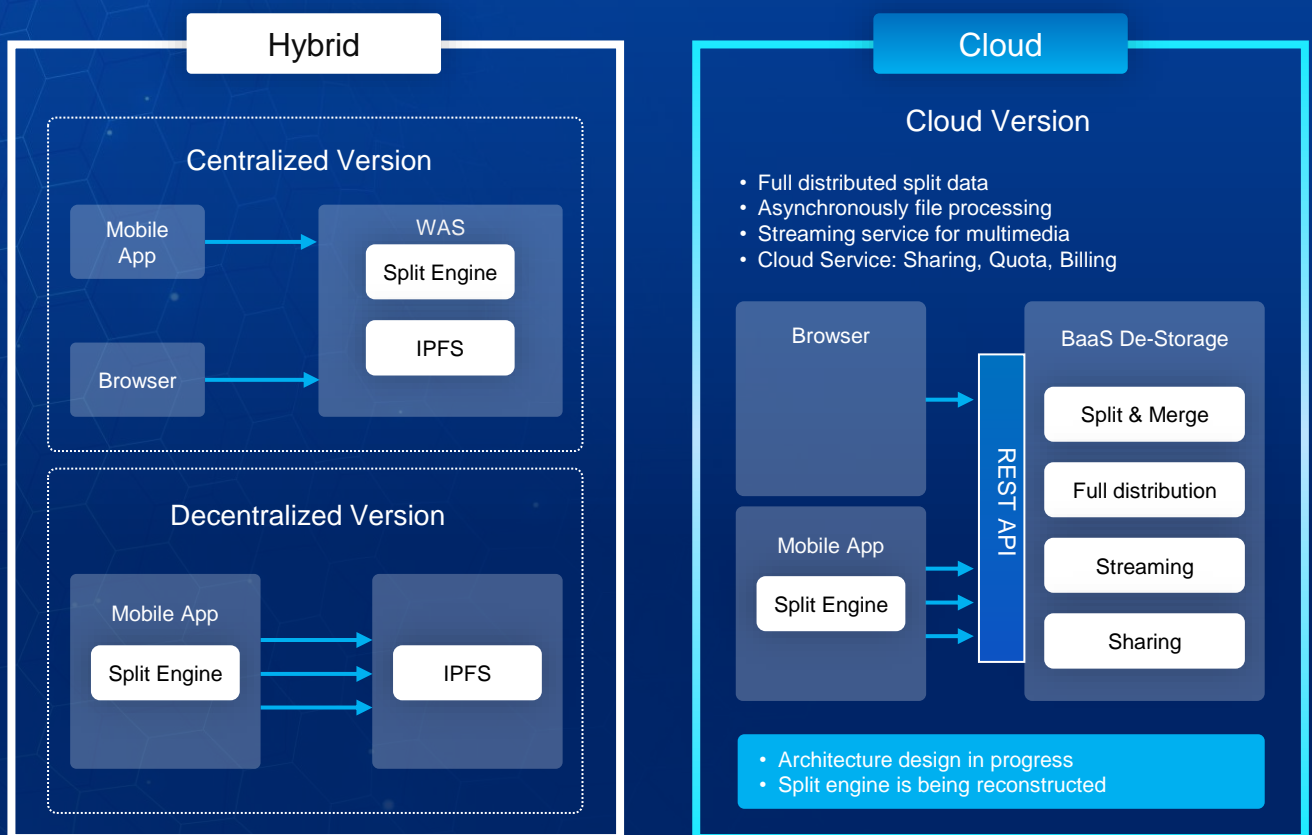 Hybrid
Centralized Version
Mobile
App
Browser
WAS
Split Engine
IPFS
Decentralized Version
Mobile App
Split Engine
IPFS
Cloud
Cloud Version
• Full distributed split data
• Asynchronously file processing
• Streaming service for multimedia
• Cloud Service: Sharing, Quota, Billing
Browser
Mobile App
Split Engine
REST API
BaaS De-Storage
Split & Merge
Full distribution
Streaming
Sharing
• Architecture design in progress
• Split engine is being reconstructed